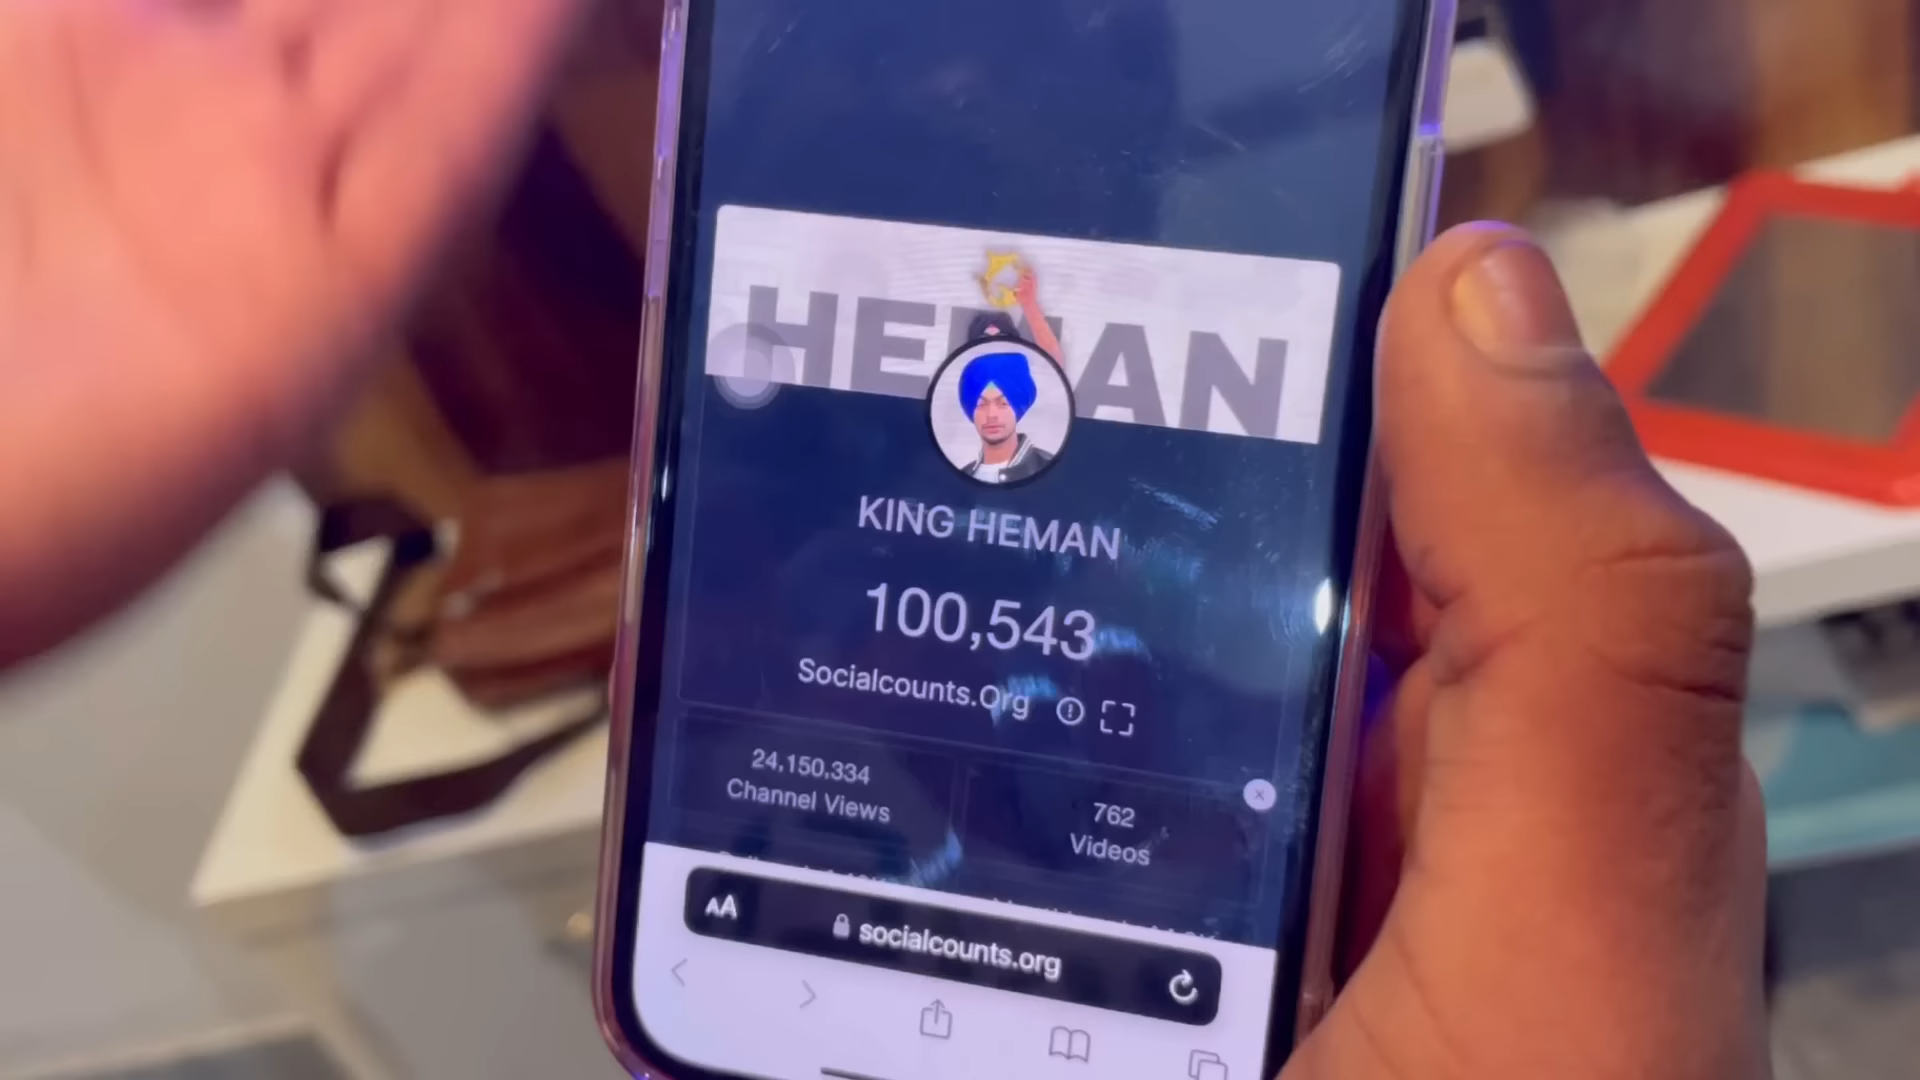 HEMAN
KING HEMAN
100,543
Socialcounts.Org
24,150,334
Channel Views
762
Videos
AA
socialcounts.org